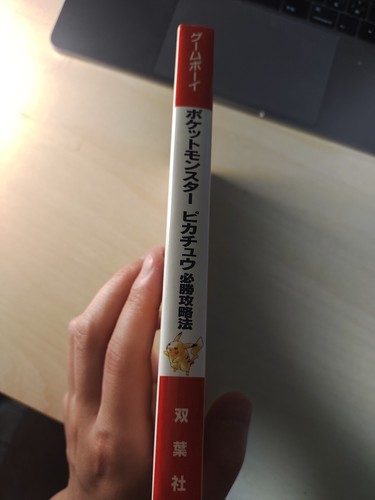 ゲームボーイ
ポケットモンスター ピカチュウ 必勝攻略法
双葉社